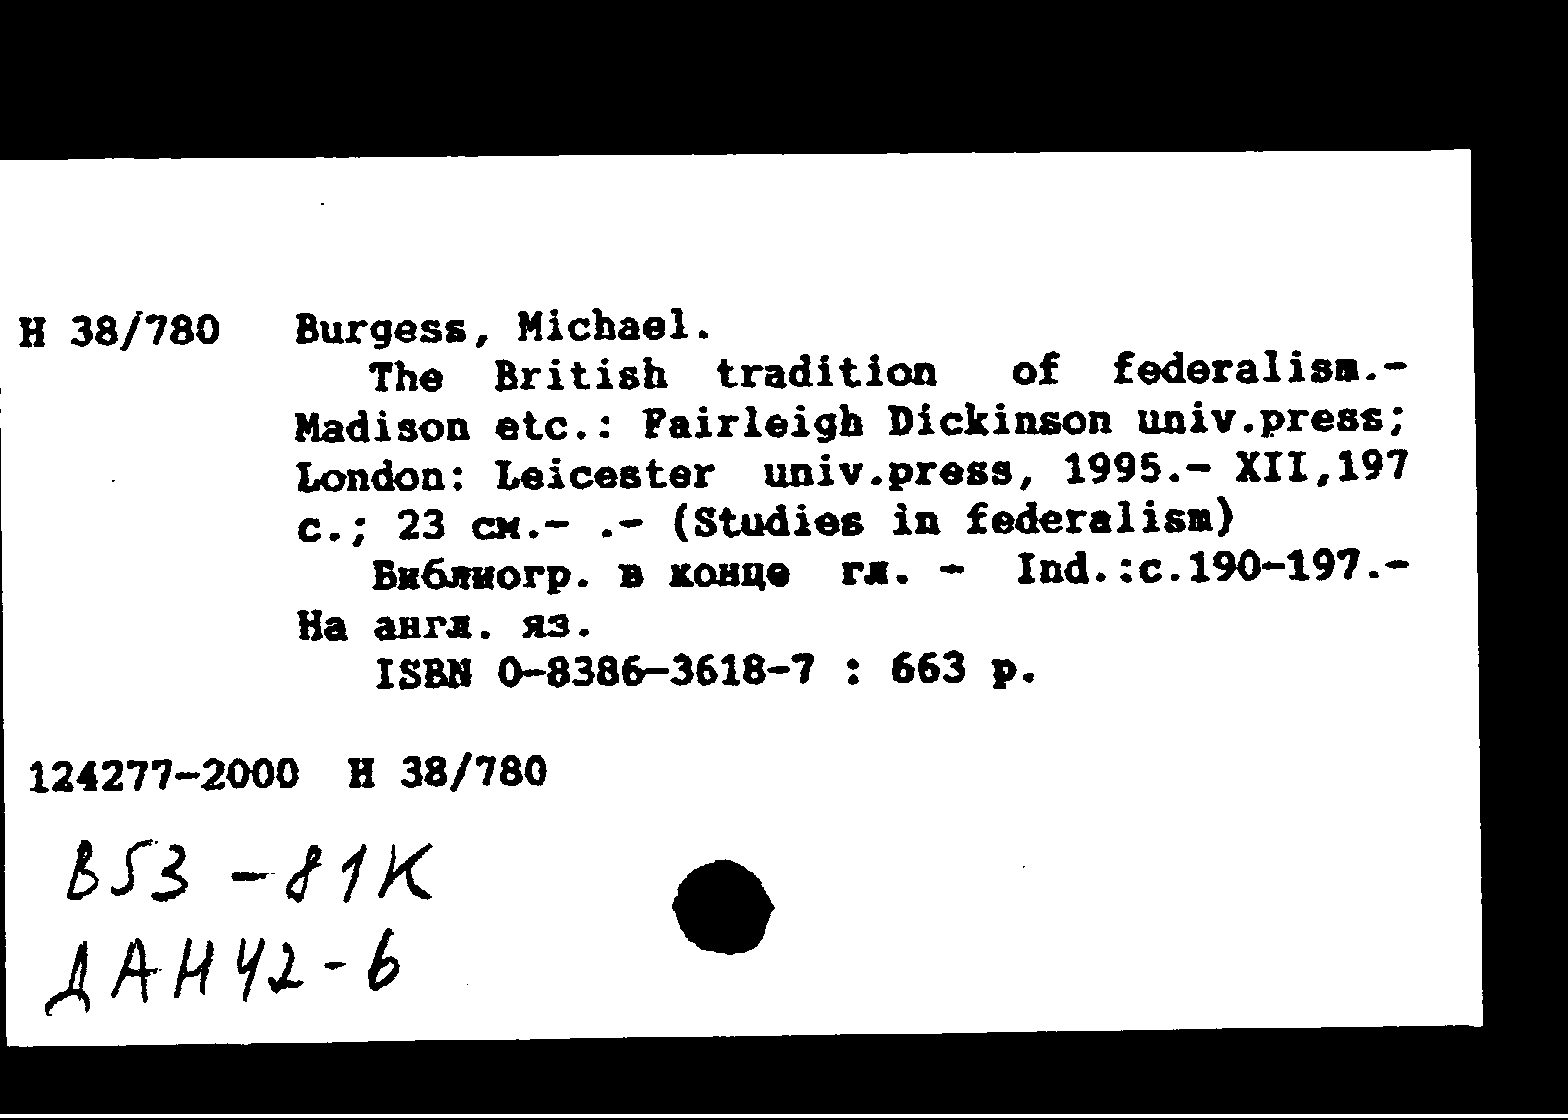 Н 38/780 Burgess, Michael.
The British tradition of federalism.-
Madison etc.: Fairleigh Dickinson univ.press;
London: Leicester univ.press, 1995.- XII,197
с.; 23 см.- .- (Studies in federalism)
Библиогр. в конце гл. - Ind.:с.190-197.-
На англ. яз.
ISBN 0-8386-3618-7 : 663 р.
124277-2000 Н 38/780
В53 - 81К
ДАН42-6